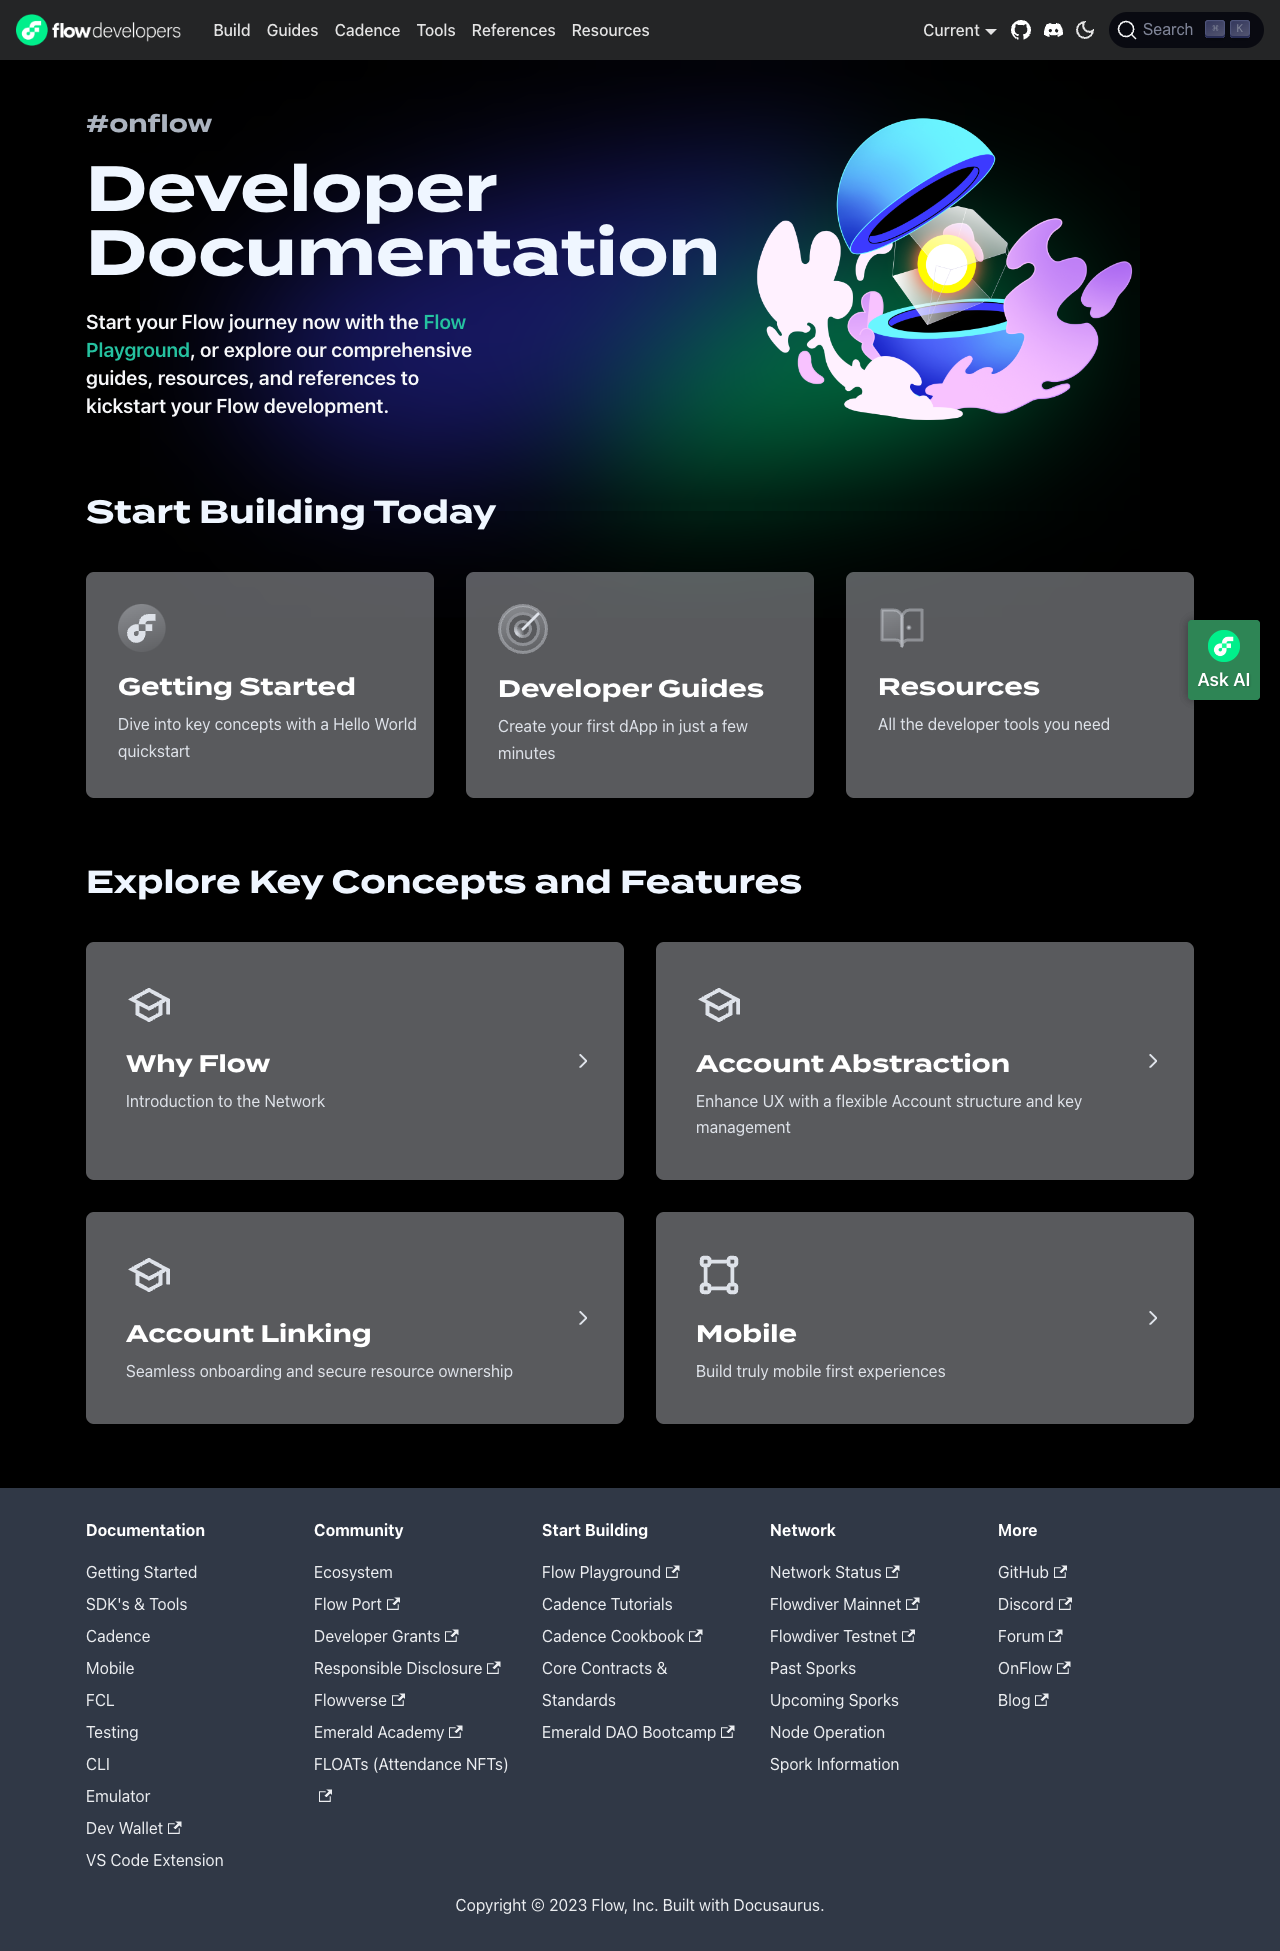 flowdevelopers
Build Guides Cadence Tools References Resources
Current
Search ⌘ K
#onflow
Developer
Documentation
Start your Flow journey now with the Flow
Playground, or explore our comprehensive
guides, resources, and references to
kickstart your Flow development.
Start Building Today
Getting Started
Dive into key concepts with a Hello World
quickstart
Developer Guides
Create your first dApp in just a few
minutes
Resources
All the developer tools you need
Ask AI
Explore Key Concepts and Features
Why Flow
Introduction to the Network
Account Abstraction
Enhance UX with a flexible Account structure and key
management
Account Linking
Seamless onboarding and secure resource ownership
Mobile
Build truly mobile first experiences
Documentation
Getting Started
SDK's & Tools
Cadence
Mobile
FCL
Testing
CLI
Emulator
Dev Wallet
VS Code Extension
Community
Ecosystem
Flow Port
Developer Grants
Responsible Disclosure
Flowverse
Emerald Academy
FLOATs (Attendance NFTs)
Start Building
Flow Playground
Cadence Tutorials
Cadence Cookbook
Core Contracts &
Standards
Emerald DAO Bootcamp
Network
Network Status
Flowdiver Mainnet
Flowdiver Testnet
Past Sporks
Upcoming Sporks
Node Operation
Spork Information
More
GitHub
Discord
Forum
OnFlow
Blog
Copyright © 2023 Flow, Inc. Built with Docusaurus.